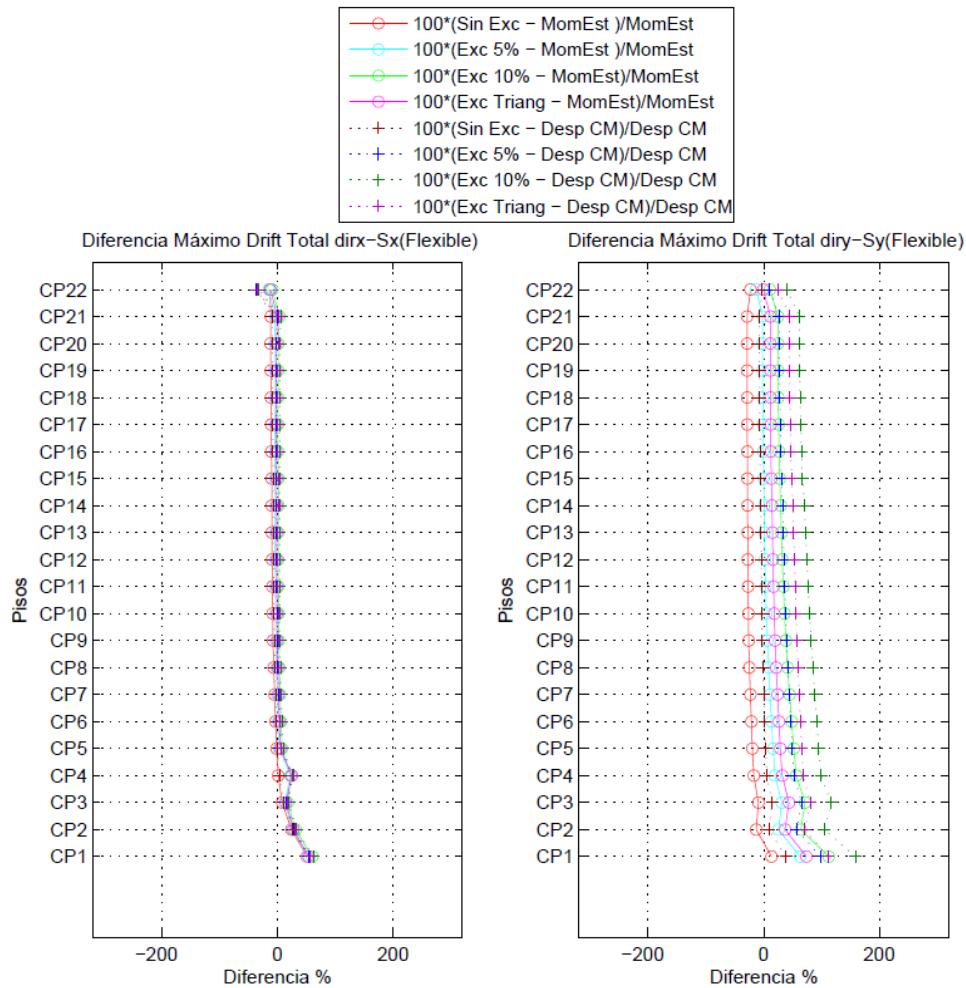 100*(Sin Exc − MomEst )/MomEst
100*(Exc 5% − MomEst )/MomEst
100*(Exc 10% − MomEst)/MomEst
100*(Exc Triang − MomEst)/MomEst
100*(Sin Exc − Desp CM)/Desp CM
100*(Exc 5% − Desp CM)/Desp CM
100*(Exc 10% − Desp CM)/Desp CM
100*(Exc Triang − Desp CM)/Desp CM
Diferencia Máximo Drift Total dirx−Sx(Flexible)
CP22
CP21
CP20
CP19
CP18
CP17
CP16
CP15
CP14
CP13
CP12
CP11
CP10
CP9
CP8
CP7
CP6
CP5
CP4
CP3
CP2
CP1
Pisos
−200 0 200
Diferencia %
Diferencia Máximo Drift Total diry−Sy(Flexible)
CP22
CP21
CP20
CP19
CP18
CP17
CP16
CP15
CP14
CP13
CP12
CP11
CP10
CP9
CP8
CP7
CP6
CP5
CP4
CP3
CP2
CP1
Pisos
−200 0 200
Diferencia %